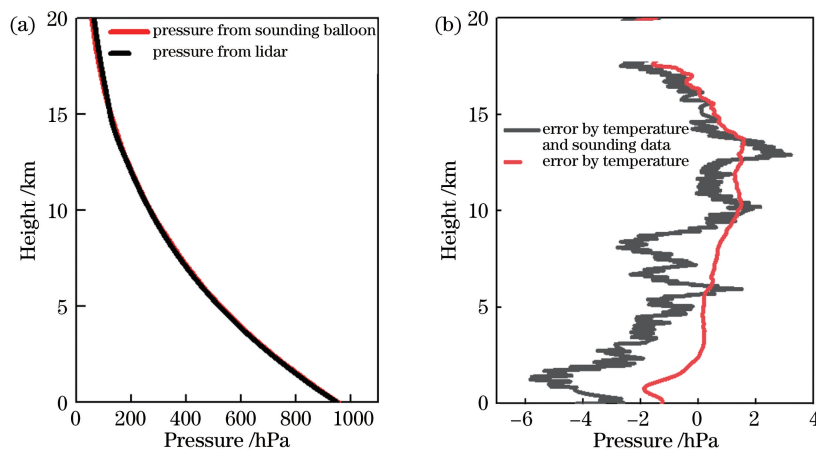 (a)
20
15
10
5
0
Height /km
pressure from sounding balloon
pressure from lidar
0
200
400
600
800
1000
Pressure /hPa
(b)
20
15
10
5
0
Height /km
error by temperature
and sounding data
error by temperature
−6
−4
−2
0
2
4
Pressure /hPa